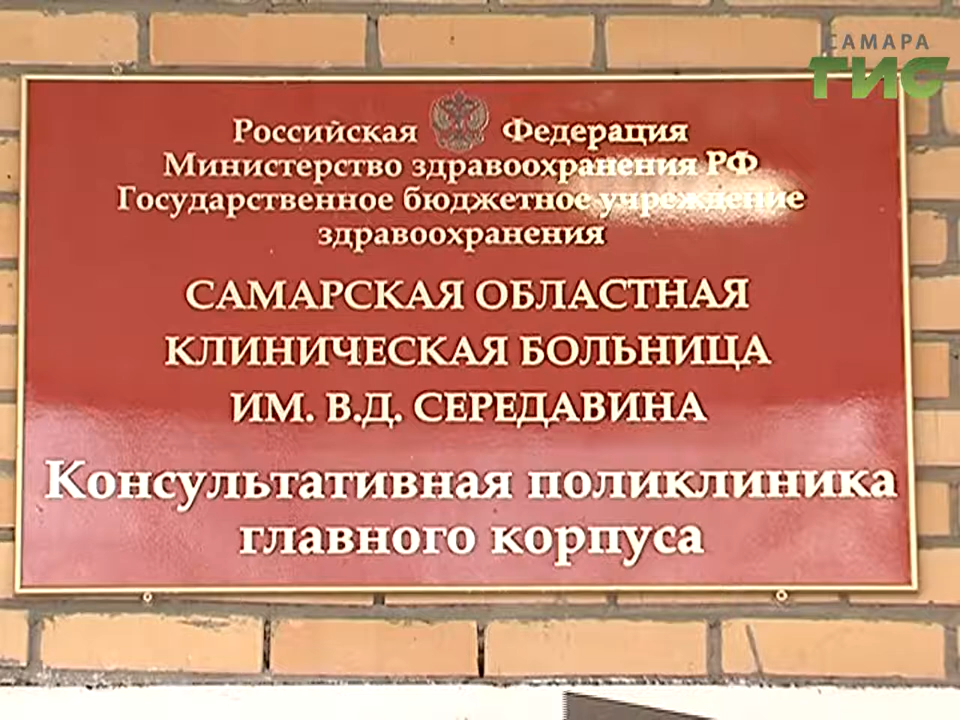 САМАРА
ГИС
Российская Федерация
Министерство здравоохранения РФ
Государственное бюджетное учреждение
здравоохранения
САМАРСКАЯ ОБЛАСТНАЯ
КЛИНИЧЕСКАЯ БОЛЬНИЦА
ИМ. В.Д. СЕРЕДАВИНА
Консультативная поликлиника
главного корпуса